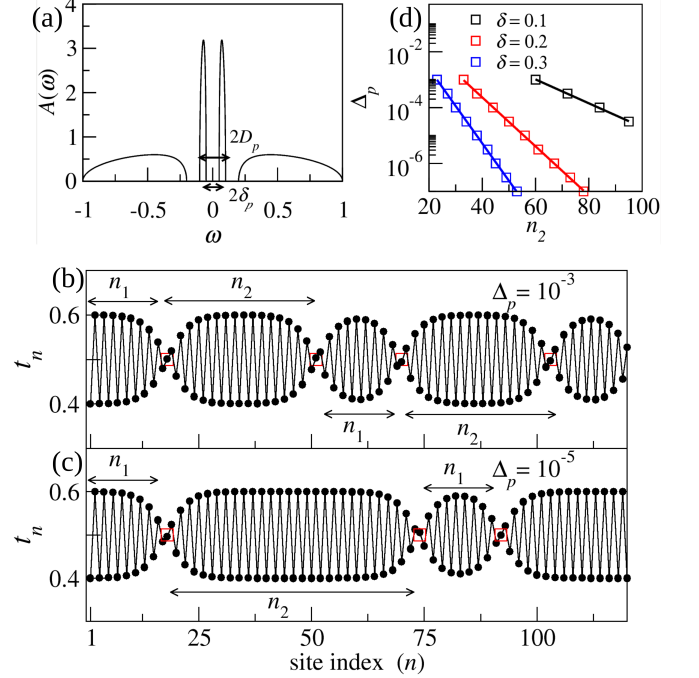 (a)
4
3
2
1
0
A(ω)
2D_p
2δ_p
-1 -0.5 0 0.5 1
ω
(d)
δ = 0.1
δ = 0.2
δ = 0.3
Δ_p
10^-2
10^-4
10^-6
20 40 60 80 100
n_2
(b)
n_1 n_2
Δ_p = 10^-3
0.6
t_n
0.4
n_1 n_2
(c)
n_1 n_1
Δ_p = 10^-5
0.6
t_n
0.4
n_2
1 25 50 75 100
site index (n)